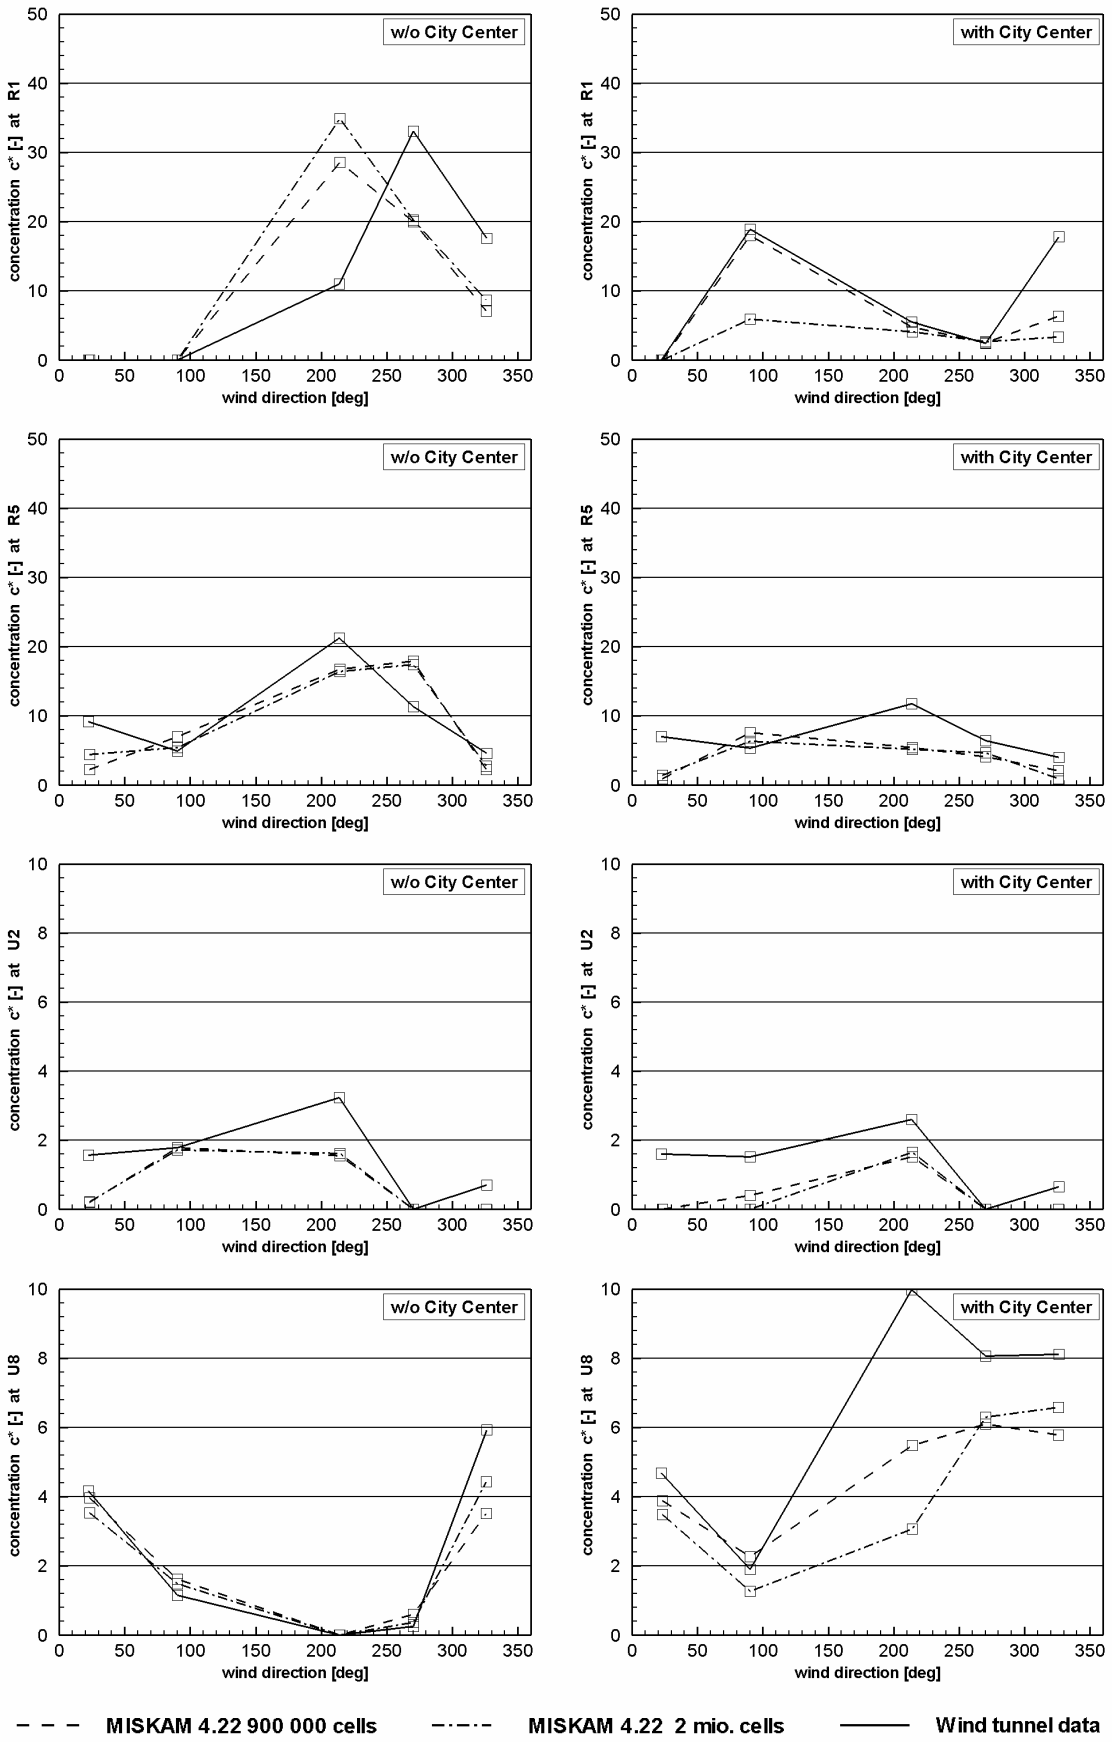 50
40
30
20
10
0
concentration c* [-] at R1
w/o City Center
0 50 100 150 200 250 300 350
wind direction [deg]
50
40
30
20
10
0
concentration c* [-] at R1
with City Center
0 50 100 150 200 250 300 350
wind direction [deg]
50
40
30
20
10
0
concentration c* [-] at R5
w/o City Center
0 50 100 150 200 250 300 350
wind direction [deg]
50
40
30
20
10
0
concentration c* [-] at R5
with City Center
0 50 100 150 200 250 300 350
wind direction [deg]
10
8
6
4
2
0
concentration c* [-] at U2
w/o City Center
0 50 100 150 200 250 300 350
wind direction [deg]
10
8
6
4
2
0
concentration c* [-] at U2
with City Center
0 50 100 150 200 250 300 350
wind direction [deg]
10
8
6
4
2
0
concentration c* [-] at U8
w/o City Center
0 50 100 150 200 250 300 350
wind direction [deg]
10
8
6
4
2
0
concentration c* [-] at U8
with City Center
0 50 100 150 200 250 300 350
wind direction [deg]
MISKAM 4.22 900 000 cells
MISKAM 4.22 2 mio. cells
Wind tunnel data